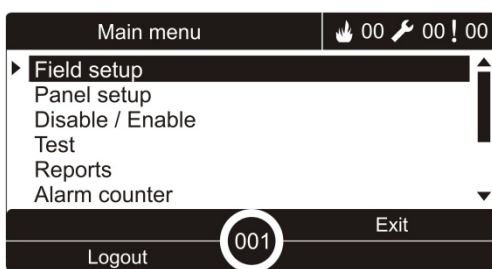 Main menu 00 00 ! 00
Field setup
Panel setup
Disable / Enable
Test
Reports
Alarm counter
Exit
001
Logout